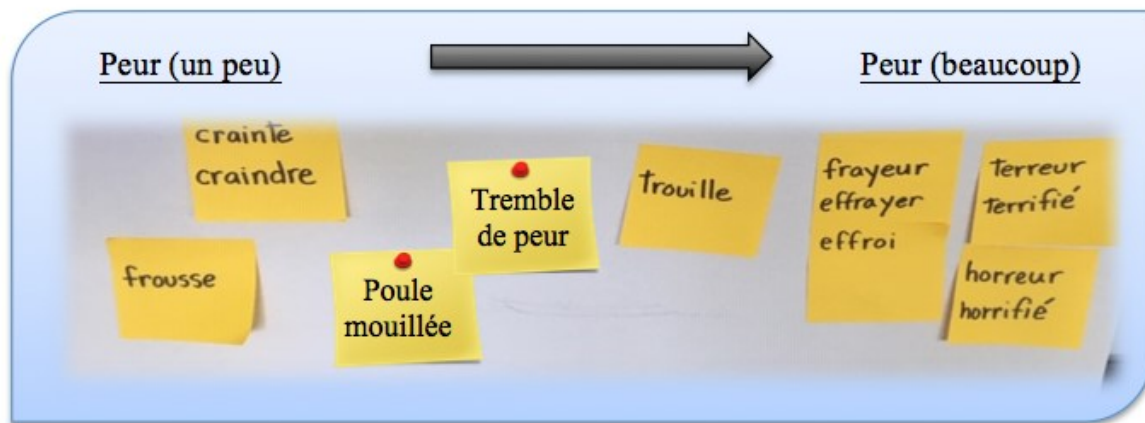 Peur (un peu)
Peur (beaucoup)
crainte
craindre
frousse
Poule
mouillée
Tremble
de peur
trouille
frayeur
effrayer
effroi
terreur
terrifié
horreur
horrifié